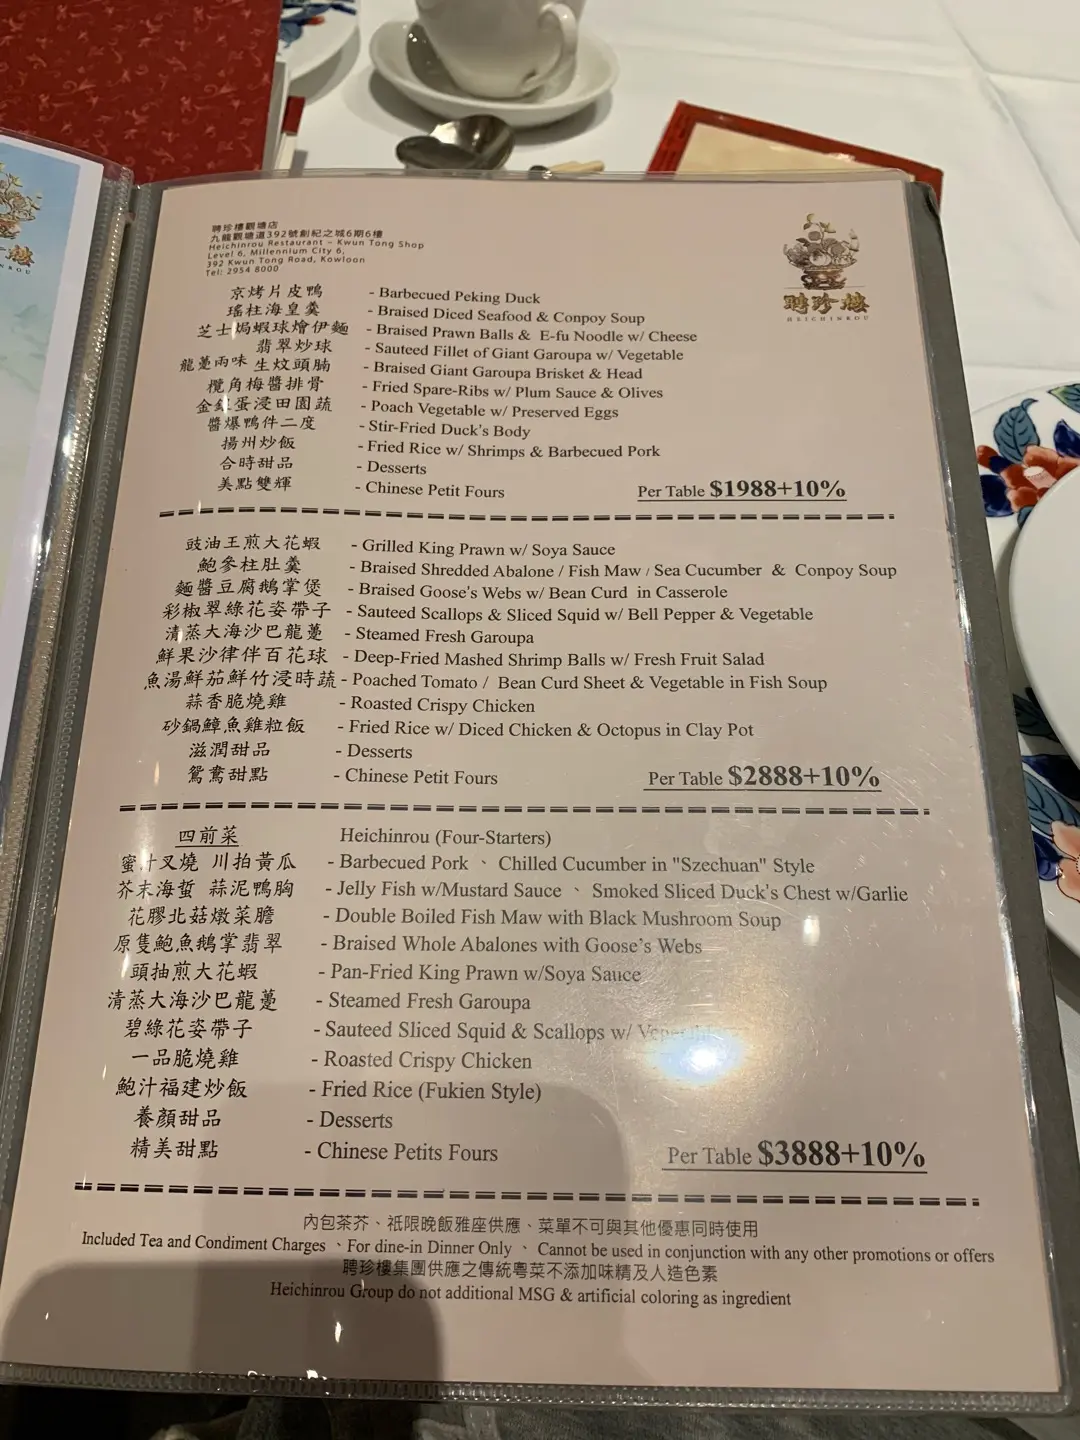 聘珍樓觀塘店
九龍觀塘道392號創紀之城6期6樓
Heichinrou Restaurant – Kwun Tong Shop
Level 6, Millennium City 6,
392 Kwun Tong Road, Kowloon
Tel: 2954 8000
聘珍樓
HEICHINROU
京烤片皮鴨 - Barbecued Peking Duck
瑤柱海皇羹 - Braised Diced Seafood & Conpoy Soup
芝士焗蝦球燴伊麵 - Braised Prawn Balls & E-fu Noodle w/ Cheese
翡翠炒球 - Sauteed Fillet of Giant Garoupa w/ Vegetable
龍躉兩味 生炆頭腩 - Braised Giant Garoupa Brisket & Head
欖角梅醬排骨 - Fried Spare-Ribs w/ Plum Sauce & Olives
金銀蛋浸田園蔬 - Poach Vegetable w/ Preserved Eggs
醬爆鴨件二度 - Stir-Fried Duck's Body
揚州炒飯 - Fried Rice w/ Shrimps & Barbecued Pork
合時甜品 - Desserts
美點雙輝 - Chinese Petit Fours Per Table $1988+10%
豉油王煎大花蝦 - Grilled King Prawn w/ Soya Sauce
鮑參柱肚羹 - Braised Shredded Abalone / Fish Maw / Sea Cucumber & Conpoy Soup
麵醬豆腐鵝掌煲 - Braised Goose's Webs w/ Bean Curd in Casserole
彩椒翠綠花姿帶子 - Sauteed Scallops & Sliced Squid w/ Bell Pepper & Vegetable
清蒸大海沙巴龍躉 - Steamed Fresh Garoupa
鮮果沙律伴百花球 - Deep-Fried Mashed Shrimp Balls w/ Fresh Fruit Salad
魚湯鮮茄鮮竹浸時蔬 - Poached Tomato / Bean Curd Sheet & Vegetable in Fish Soup
蒜香脆燒雞 - Roasted Crispy Chicken
砂鍋鱆魚雞粒飯 - Fried Rice w/ Diced Chicken & Octopus in Clay Pot
滋潤甜品 - Desserts
鴛鴦甜點 - Chinese Petit Fours Per Table $2888+10%
四前菜 Heichinrou (Four-Starters)
蜜汁叉燒 川拍黃瓜 - Barbecued Pork 、 Chilled Cucumber in "Szechuan" Style
芥末海蜇 蒜泥鴨胸 - Jelly Fish w/Mustard Sauce 、 Smoked Sliced Duck's Chest w/Garlie
花膠北菇燉菜膽 - Double Boiled Fish Maw with Black Mushroom Soup
原隻鮑魚鵝掌翡翠 - Braised Whole Abalones with Goose's Webs
頭抽煎大花蝦 - Pan-Fried King Prawn w/Soya Sauce
清蒸大海沙巴龍躉 - Steamed Fresh Garoupa
碧綠花姿帶子 - Sauteed Sliced Squid & Scallops w/
一品脆燒雞 - Roasted Crispy Chicken
鮑汁福建炒飯 - Fried Rice (Fukien Style)
養顏甜品 - Desserts
精美甜點 - Chinese Petits Fours Per Table $3888+10%
內包茶芥、祇限晚飯雅座供應、菜單不可與其他優惠同時使用
Included Tea and Condiment Charges 、For dine-in Dinner Only 、 Cannot be used in conjunction with any other promotions or offers
聘珍樓集團供應之傳統粵菜不添加味精及人造色素
Heichinrou Group do not additional MSG & artificial coloring as ingredient